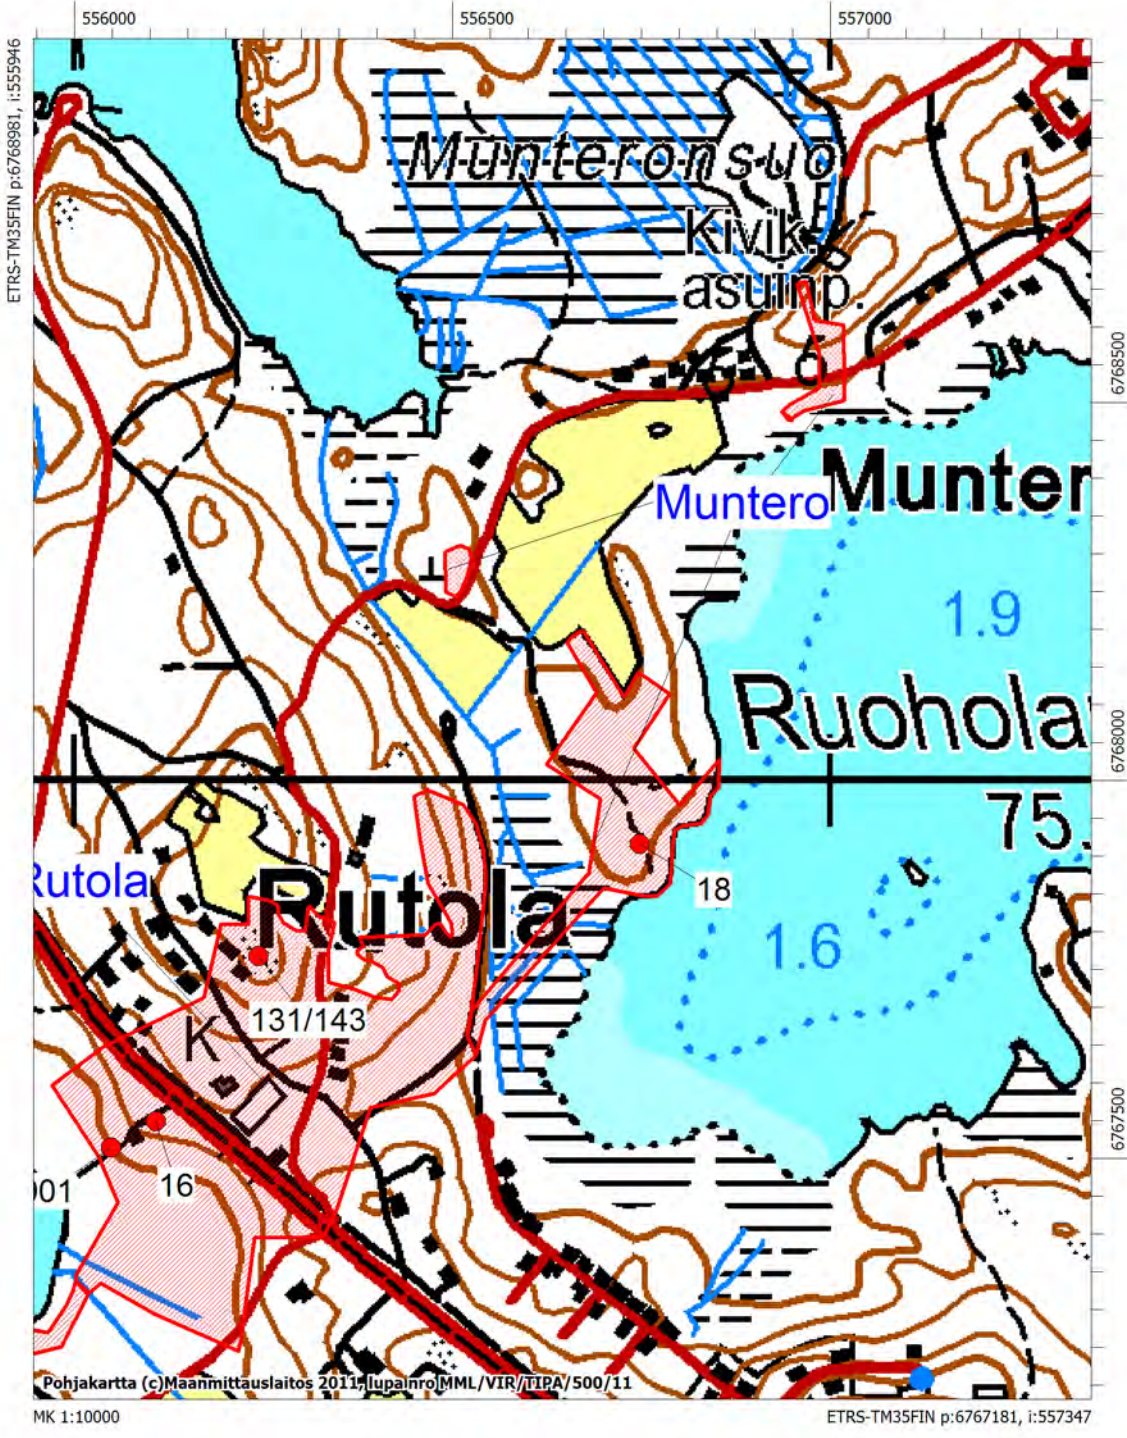 556000
556500
557000
ETRS-TM35FIN p:6768981, i:555946
Munteronsuo
Kivik.
asuinp.
6768500
Munter
Muntero
1.9
Ruohola
6768000
75.
Rutola
Rutola
18
1.6
131/143
K
6767500
16
001
Pohjakartta (c)Maanmittauslaitos 2011, lupanro MML/VIR/TIPA/500/11
MK 1:10000
ETRS-TM35FIN p:6767181, i:557347